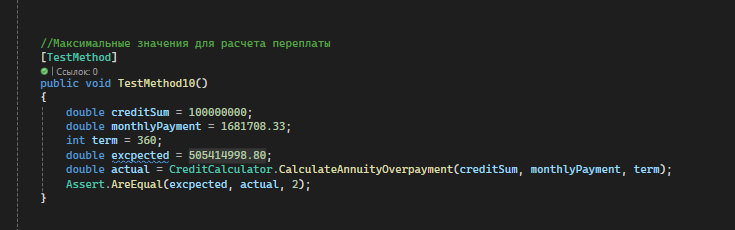 //Максимальные значения для расчета переплаты
[TestMethod]
| Ссылок: 0
public void TestMethod10()
{
double creditSum = 100000000;
double monthlyPayment = 1681708.33;
int term = 360;
double excpected = 505414998.80;
double actual = CreditCalculator.CalculateAnnuityOverpayment(creditSum, monthlyPayment, term);
Assert.AreEqual(excpected, actual, 2);
}